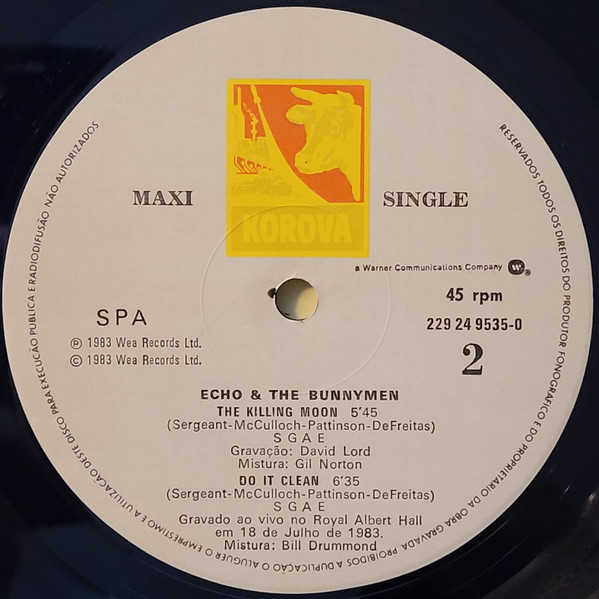 RESERVADOS TODOS OS DIREITOS DO PRODUTOR FONOGRÁFICO E DO PROPRIETÁRIO DA OBRA GRAVADA PROIBIDOS A DUPLICAÇÃO O ALUGUER O EMPRESTIMO E A UTILIZAÇÃO DESTE DISCO PARA EXECUÇÃO PUBLICA E RADIODIFUSÃO NÃO AUTORIZADOS
MAXI SINGLE
KOROVA
a Warner Communications Company
45 rpm
SPA
229 24 9535-0
Ⓟ 1983 Wea Records Ltd.
© 1983 Wea Records Ltd.
2
ECHO & THE BUNNYMEN
THE KILLING MOON 5'45
(Sergeant-McCulloch-Pattinson-DeFreitas)
S G A E
Gravação: David Lord
Mistura: Gil Norton
DO IT CLEAN 6'35
(Sergeant-McCulloch-Pattinson-DeFreitas)
S G A E
Gravado ao vivo no Royal Albert Hall
em 18 de Julho de 1983.
Mistura: Bill Drummond